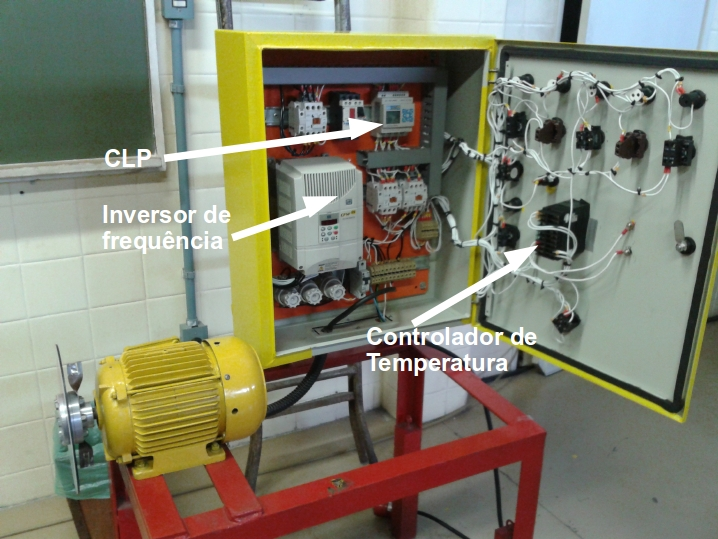 CLP
Inversor de
frequência
Controlador de
Temperatura